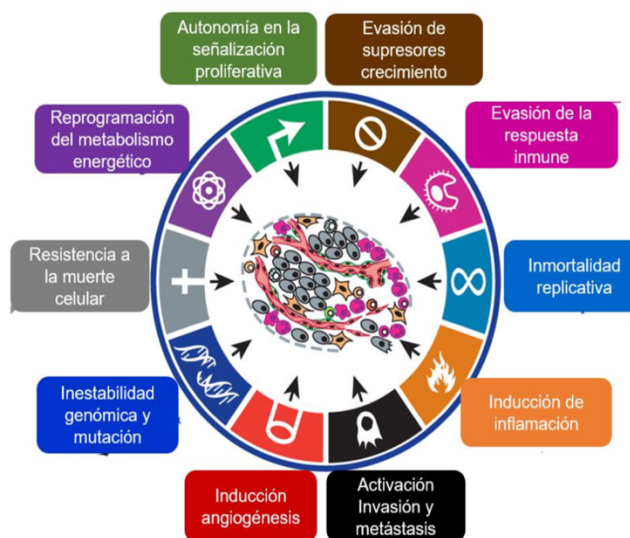 Autonomía en la
señalización
proliferativa
Evasión de
supresores
crecimiento
Reprogramación
del metabolismo
energético
Evasión de la
respuesta
inmune
Resistencia a
la muerte
celular
Inmortalidad
replicativa
Inestabilidad
genómica y
mutación
Inducción de
inflamación
Inducción
angiogénesis
Activación
Invasión y
metástasis